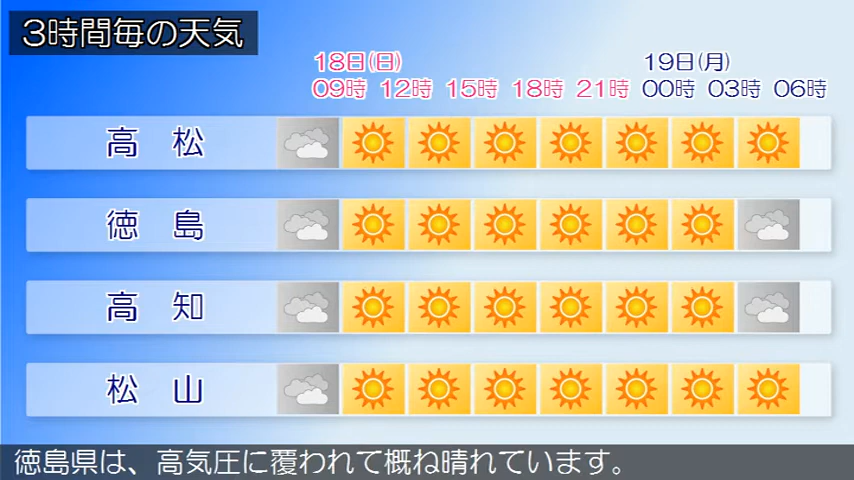 3時間毎の天気
18日(日) 19日(月)
09時 12時 15時 18時 21時 00時 03時 06時
高 松
徳 島
高 知
松 山
徳島県は、高気圧に覆われて概ね晴れています。